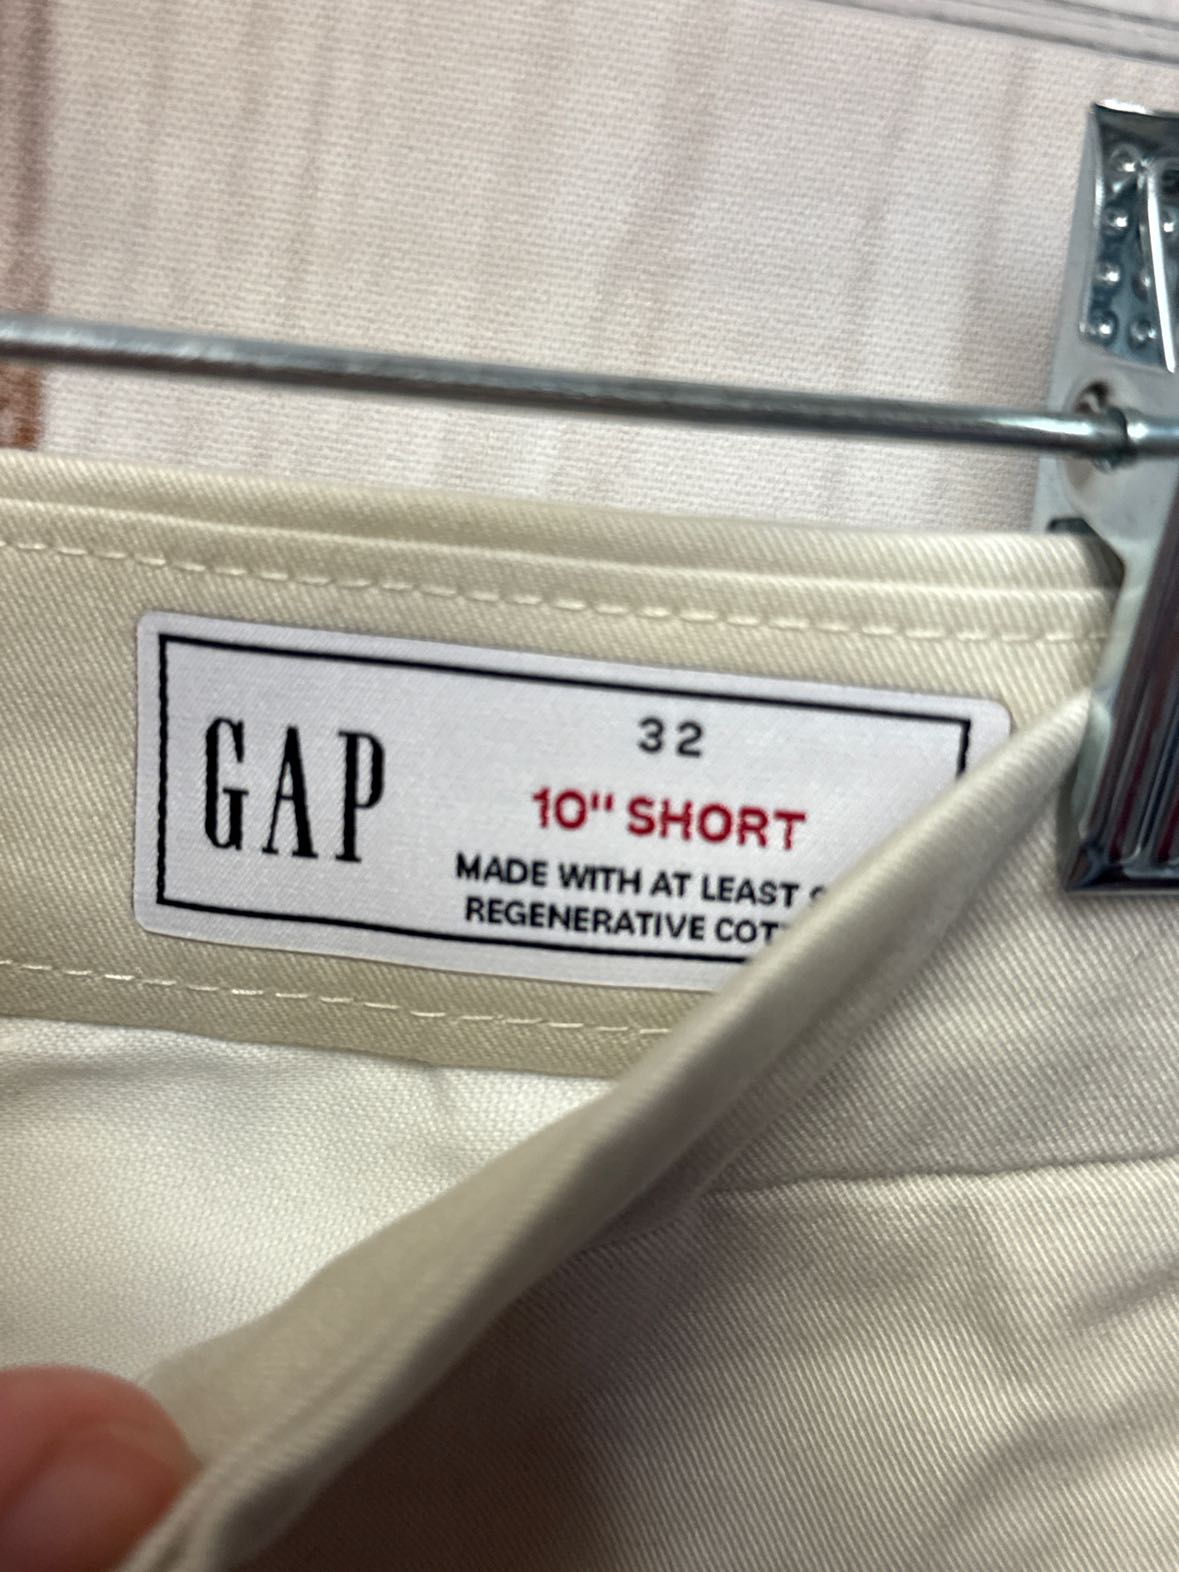 GAP
32
10" SHORT
MADE WITH AT LEAST
REGENERATIVE